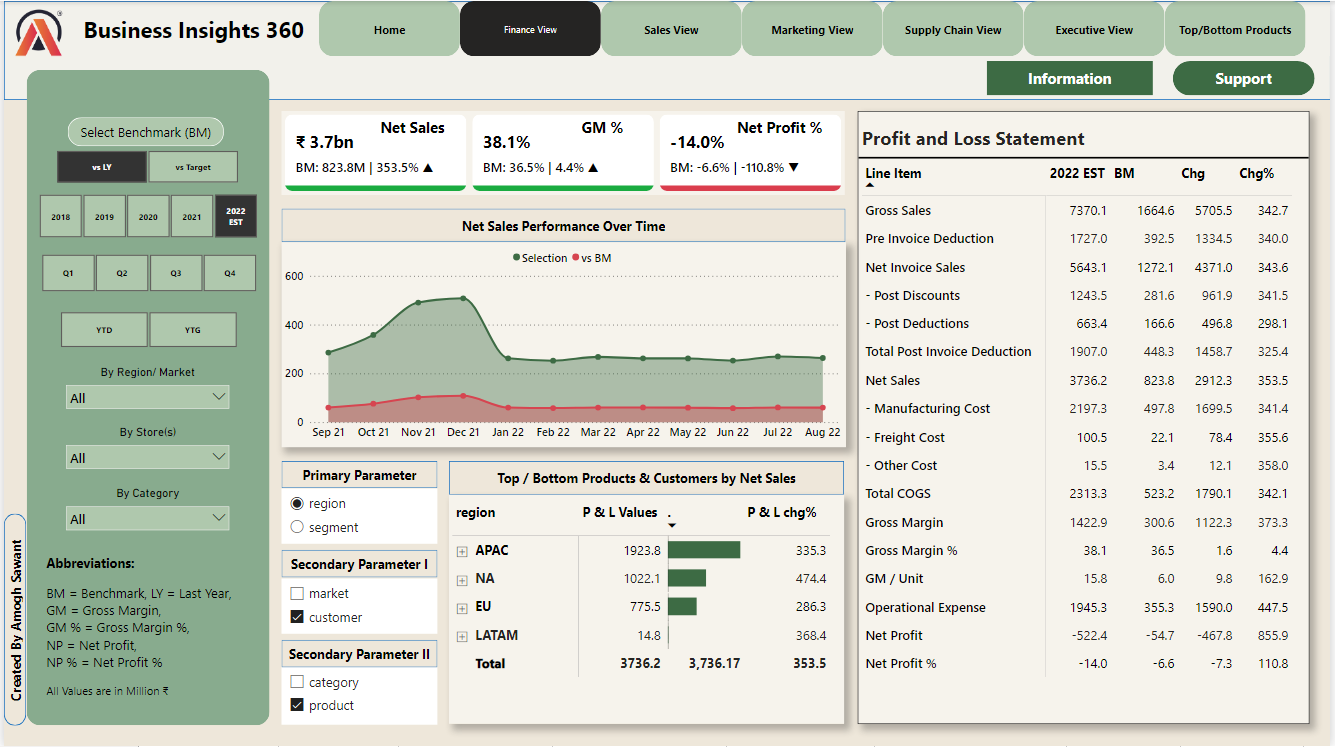 Business Insights 360
Home
Finance View
Sales View
Marketing View
Supply Chain View
Executive View
Top/Bottom Products
Information
Support
Select Benchmark (BM)
vs LY
vs Target
2018
2019
2020
2021
2022
EST
Q1
Q2
Q3
Q4
YTD
YTG
By Region/ Market
All
By Store(s)
All
By Category
All
Abbreviations:
BM = Benchmark, LY = Last Year,
GM = Gross Margin,
GM % = Gross Margin %,
NP = Net Profit,
NP % = Net Profit %
All Values are in Million ₹
Created By Amogh Sawant
Net Sales
₹ 3.7bn
BM: 823.8M | 353.5% ▲
GM %
38.1%
BM: 36.5% | 4.4% ▲
Net Profit %
-14.0%
BM: -6.6% | -110.8% ▼
Net Sales Performance Over Time
Selection vs BM
600
400
200
0
Sep 21 Oct 21 Nov 21 Dec 21 Jan 22 Feb 22 Mar 22 Apr 22 May 22 Jun 22 Jul 22 Aug 22
Primary Parameter
region
segment
Secondary Parameter I
market
customer
Secondary Parameter II
category
product
Top / Bottom Products & Customers by Net Sales
region P & L Values . P & L chg%
APAC 1923.8 335.3
NA 1022.1 474.4
EU 775.5 286.3
LATAM 14.8 368.4
Total 3736.2 3,736.17 353.5
Profit and Loss Statement
Line Item 2022 EST BM Chg Chg%
Gross Sales 7370.1 1664.6 5705.5 342.7
Pre Invoice Deduction 1727.0 392.5 1334.5 340.0
Net Invoice Sales 5643.1 1272.1 4371.0 343.6
- Post Discounts 1243.5 281.6 961.9 341.5
- Post Deductions 663.4 166.6 496.8 298.1
Total Post Invoice Deduction 1907.0 448.3 1458.7 325.4
Net Sales 3736.2 823.8 2912.3 353.5
- Manufacturing Cost 2197.3 497.8 1699.5 341.4
- Freight Cost 100.5 22.1 78.4 355.6
- Other Cost 15.5 3.4 12.1 358.0
Total COGS 2313.3 523.2 1790.1 342.1
Gross Margin 1422.9 300.6 1122.3 373.3
Gross Margin % 38.1 36.5 1.6 4.4
GM / Unit 15.8 6.0 9.8 162.9
Operational Expense 1945.3 355.3 1590.0 447.5
Net Profit -522.4 -54.7 -467.8 855.9
Net Profit % -14.0 -6.6 -7.3 110.8